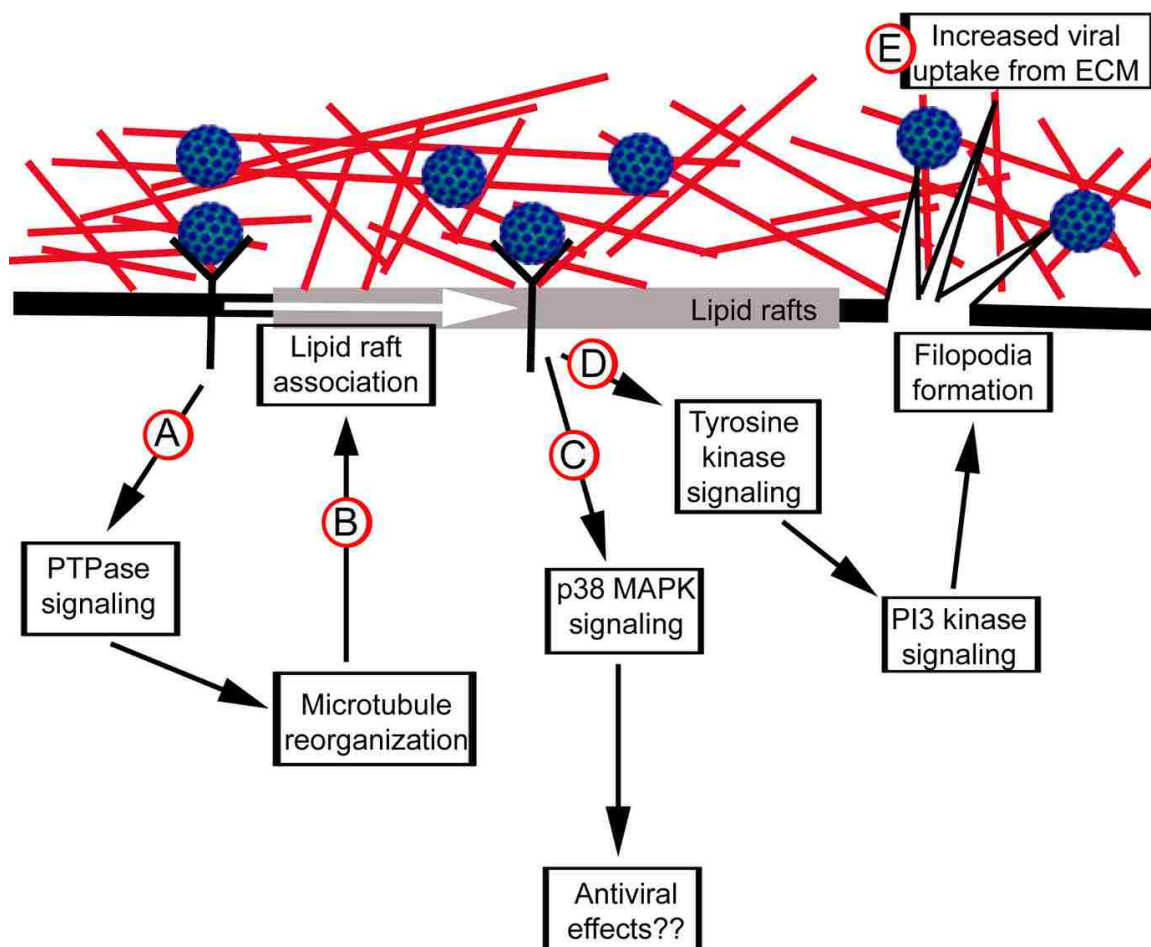 E
Increased viral
uptake from ECM
Lipid rafts
Lipid raft
association
Filopodia
formation
A
B
C
D
Tyrosine
kinase
signaling
PTPase
signaling
p38 MAPK
signaling
PI3 kinase
signaling
Microtubule
reorganization
Antiviral
effects??